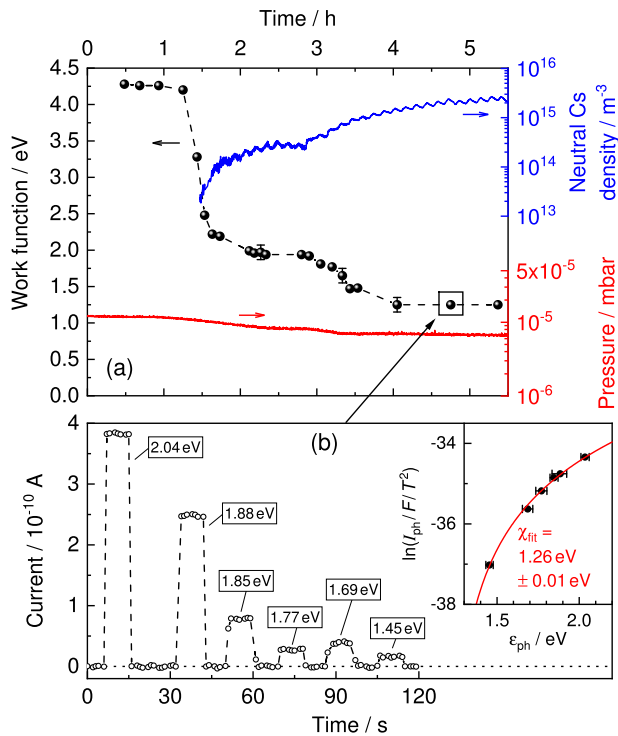 Time / h
0 1 2 3 4 5
4.5
4.0
3.5
3.0
2.5
2.0
1.5
1.0
0.5
0.0
Work function / eV
10^16
10^15
10^14
10^13
Neutral Cs
density / m^-3
5x10^-5
10^-5
10^-6
Pressure / mbar
(a)
(b)
4
3
2
1
0
Current / 10^-10 A
2.04 eV
1.88 eV
1.85 eV
1.77 eV
1.69 eV
1.45 eV
0 30 60 90 120
Time / s
-34
-36
-38
ln(I_ph / F / T^2)
χ_fit =
1.26 eV
± 0.01 eV
1.5 2.0
ε_ph / eV